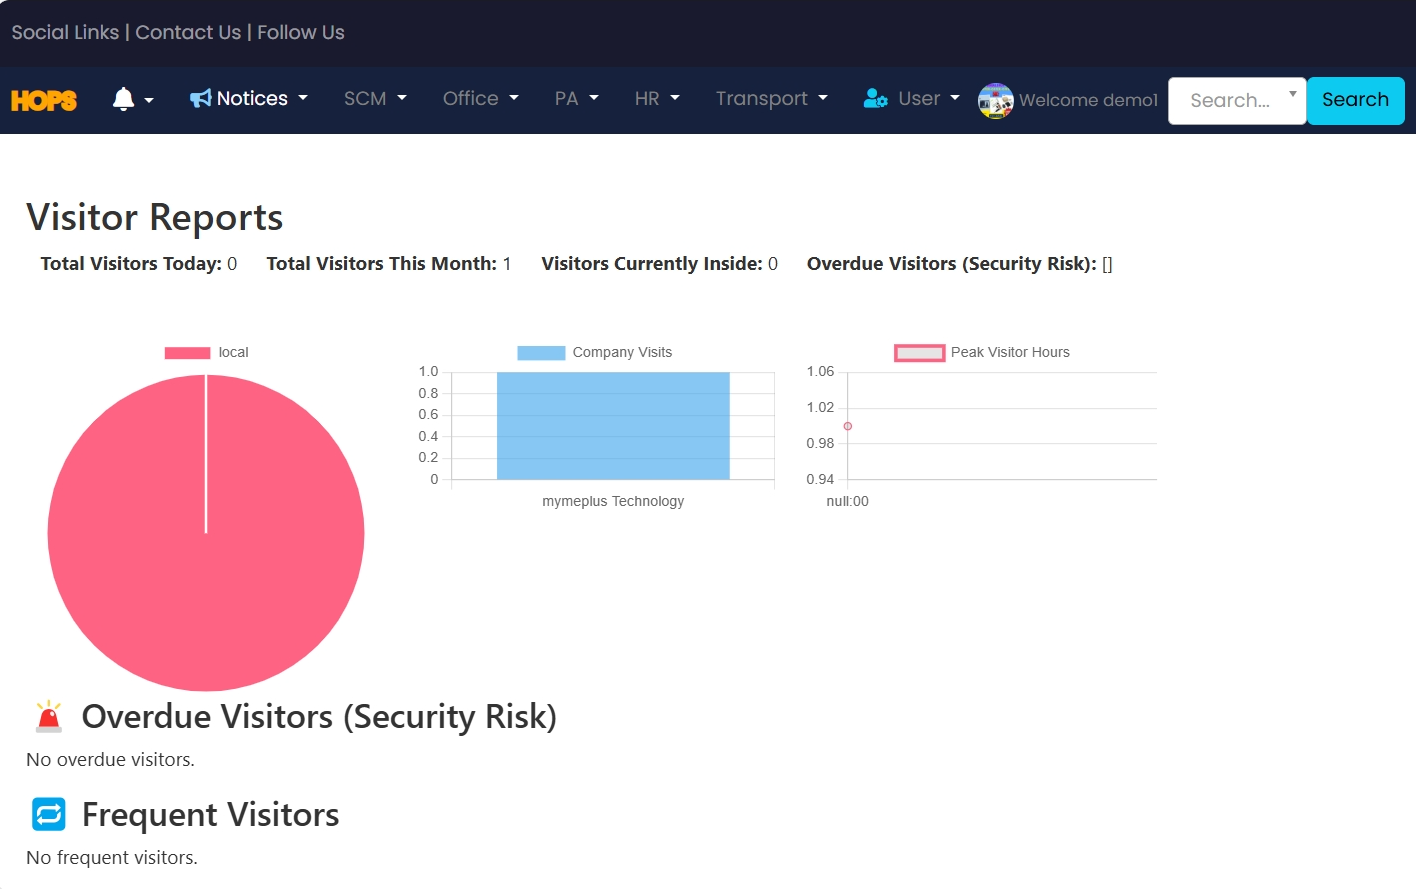 Social Links | Contact Us | Follow Us
HOPS Notices SCM Office PA HR Transport User Welcome demo1 Search... Search
Visitor Reports
Total Visitors Today: 0 Total Visitors This Month: 1 Visitors Currently Inside: 0 Overdue Visitors (Security Risk): []
local
Company Visits
1.0
0.8
0.6
0.4
0.2
0
mymeplus Technology
Peak Visitor Hours
1.06
1.02
0.98
0.94
null:00
Overdue Visitors (Security Risk)
No overdue visitors.
Frequent Visitors
No frequent visitors.